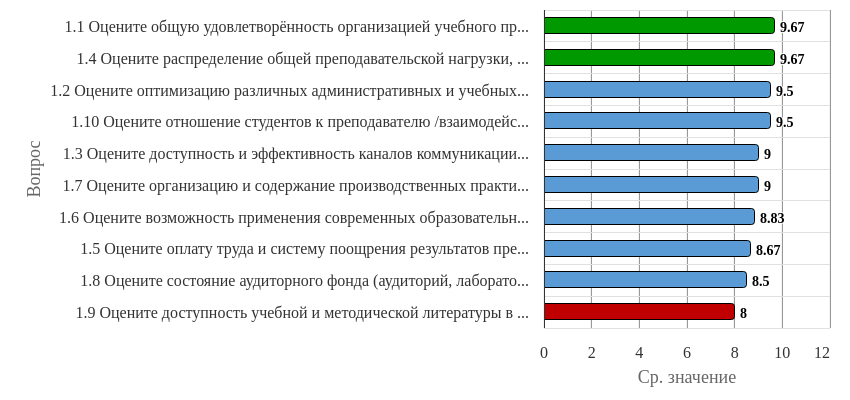 1.1 Оцените общую удовлетворённость организацией учебного пр...
9.67
1.4 Оцените распределение общей преподавательской нагрузки, ...
9.67
1.2 Оцените оптимизацию различных административных и учебных...
9.5
1.10 Оцените отношение студентов к преподавателю /взаимодейс...
9.5
1.3 Оцените доступность и эффективность каналов коммуникации...
9
1.7 Оцените организацию и содержание производственных практи...
9
1.6 Оцените возможность применения современных образовательн...
8.83
1.5 Оцените оплату труда и систему поощрения результатов пре...
8.67
1.8 Оцените состояние аудиторного фонда (аудиторий, лаборато...
8.5
1.9 Оцените доступность учебной и методической литературы в ...
8
Вопрос
0 2 4 6 8 10 12
Ср. значение